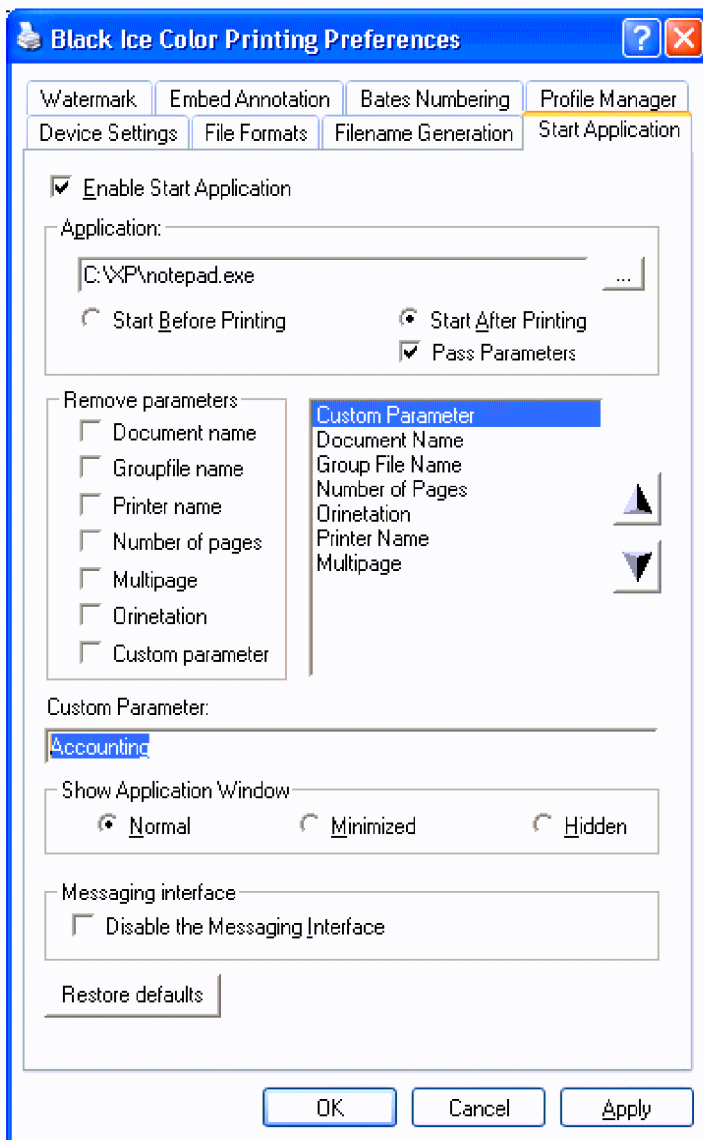 Black Ice Color Printing Preferences
Watermark Embed Annotation Bates Numbering Profile Manager
Device Settings File Formats Filename Generation Start Application
Enable Start Application
Application:
C:\XP\notepad.exe ...
Start Before Printing Start After Printing
Pass Parameters
Remove parameters
Document name
Groupfile name
Printer name
Number of pages
Multipage
Orinetation
Custom parameter
Custom Parameter
Document Name
Group File Name
Number of Pages
Orinetation
Printer Name
Multipage
Custom Parameter:
Accounting
Show Application Window
Normal Minimized Hidden
Messaging interface
Disable the Messaging Interface
Restore defaults
OK Cancel Apply